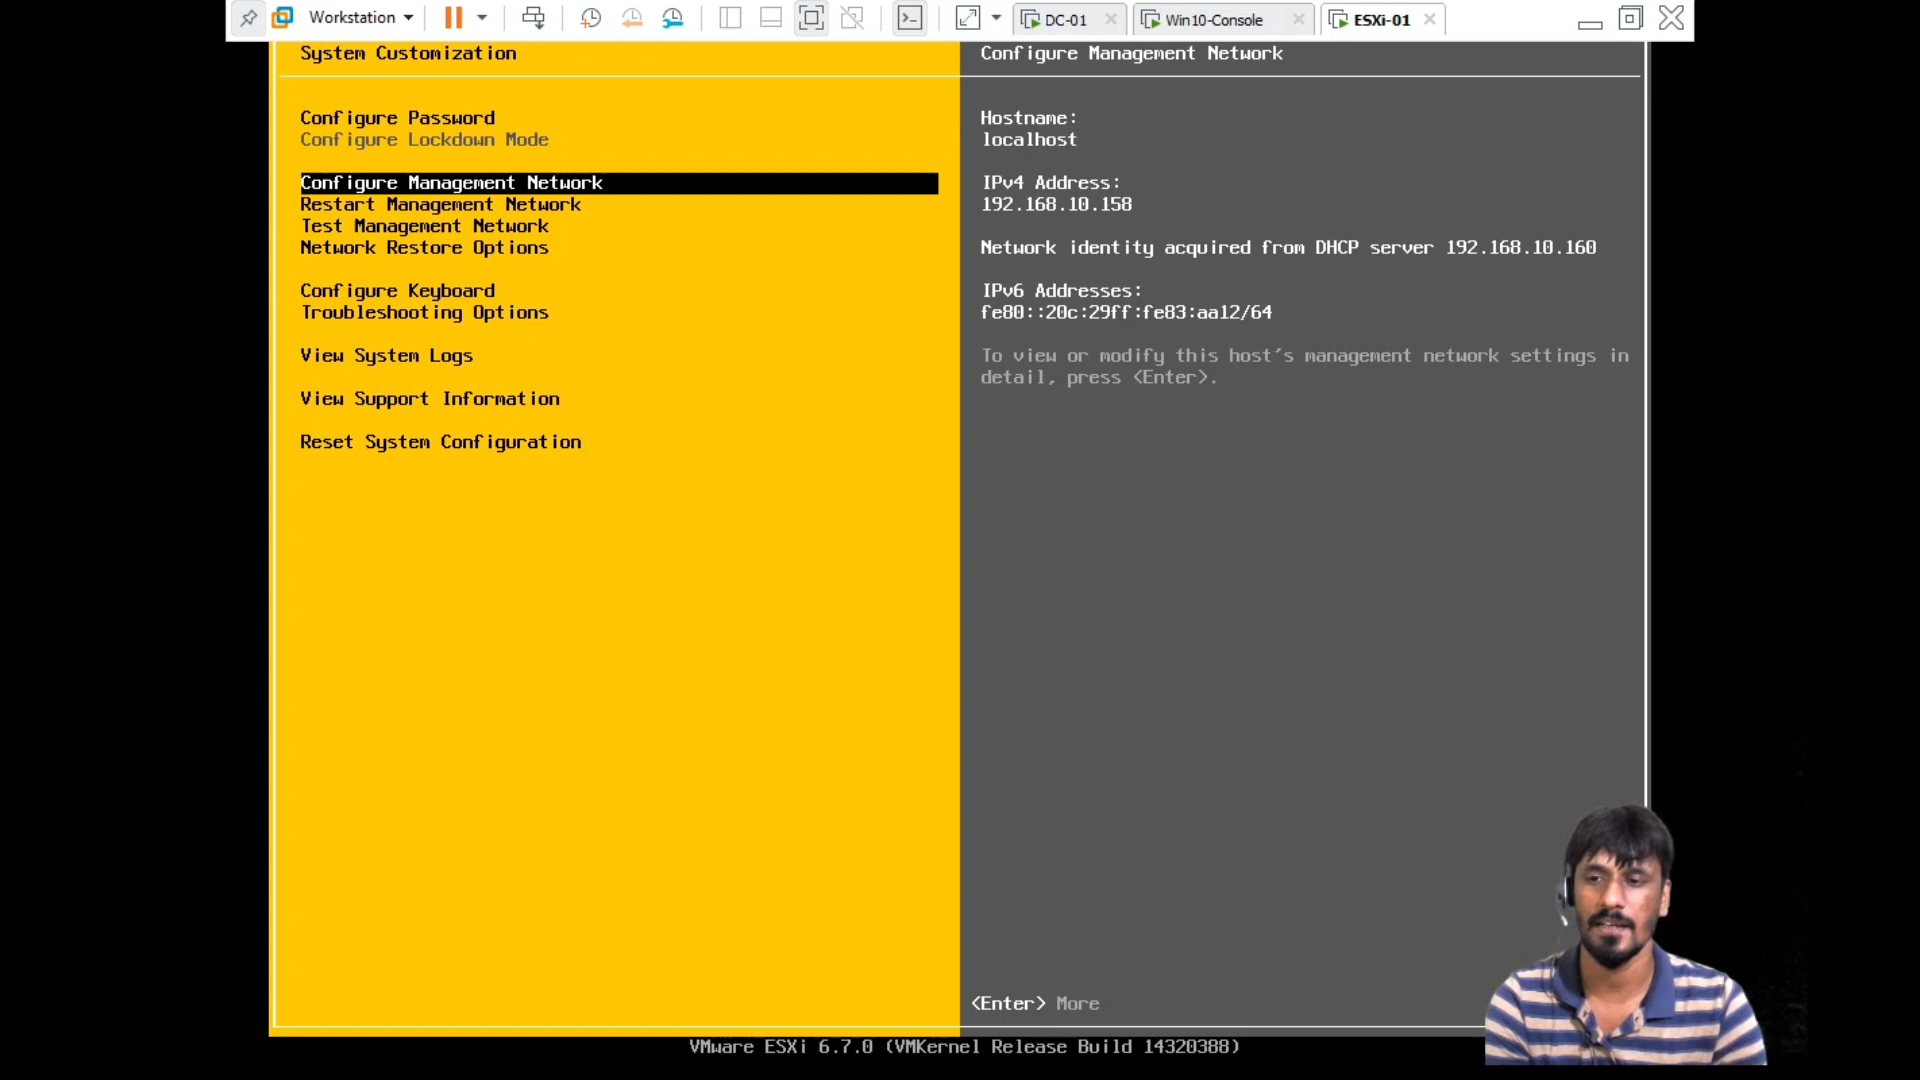 Workstation
DC-01
Win10-Console
ESXi-01
System Customization
Configure Password
Configure Lockdown Mode
Configure Management Network
Restart Management Network
Test Management Network
Network Restore Options
Configure Keyboard
Troubleshooting Options
View System Logs
View Support Information
Reset System Configuration
Configure Management Network
Hostname:
localhost
IPv4 Address:
192.168.10.158
Network identity acquired from DHCP server 192.168.10.160
IPv6 Addresses:
fe80::20c:29ff:fe83:aa12/64
To view or modify this host's management network settings in
detail, press <Enter>.
<Enter> More
VMware ESXi 6.7.0 (VMKernel Release Build 14320388)